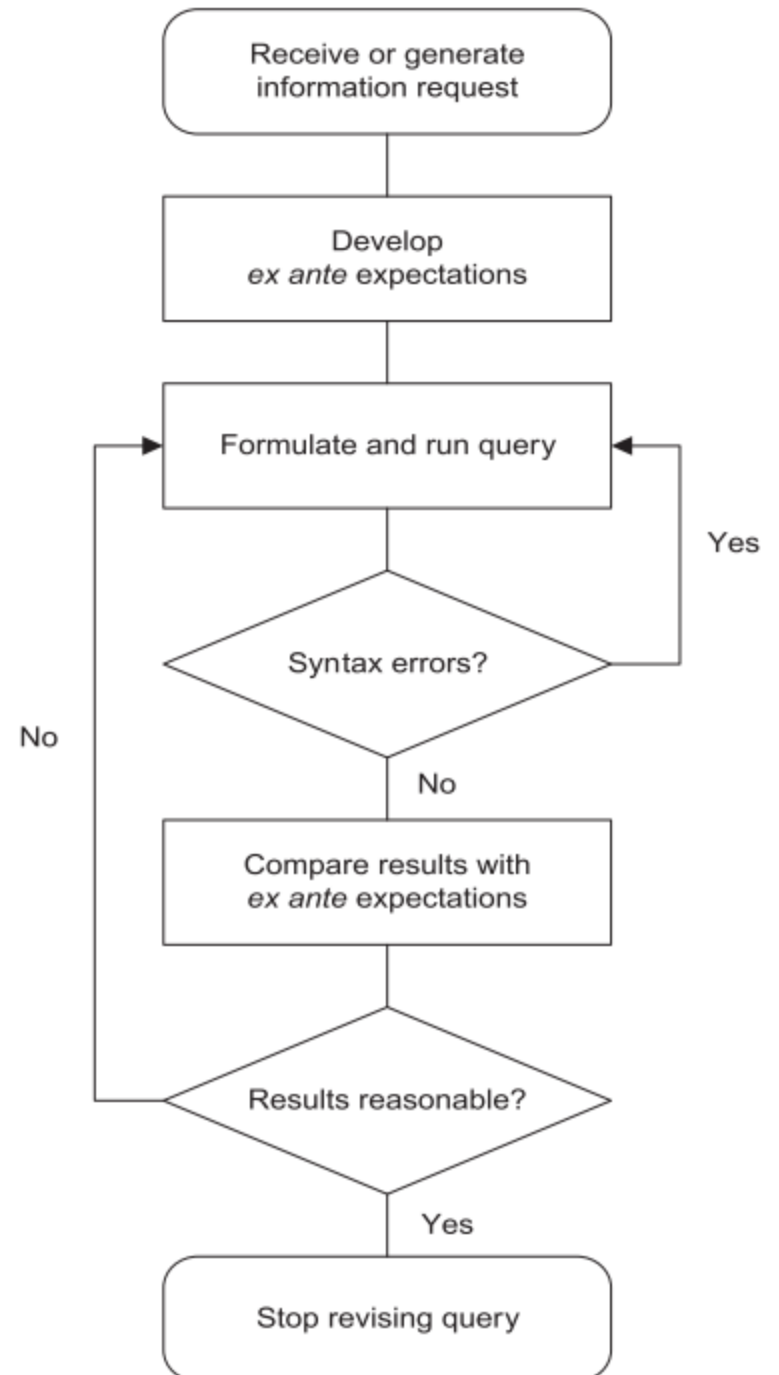 Receive or generate
information request
Develop
ex ante expectations
Formulate and run query
Yes
Syntax errors?
No
No
Compare results with
ex ante expectations
Results reasonable?
Yes
Stop revising query